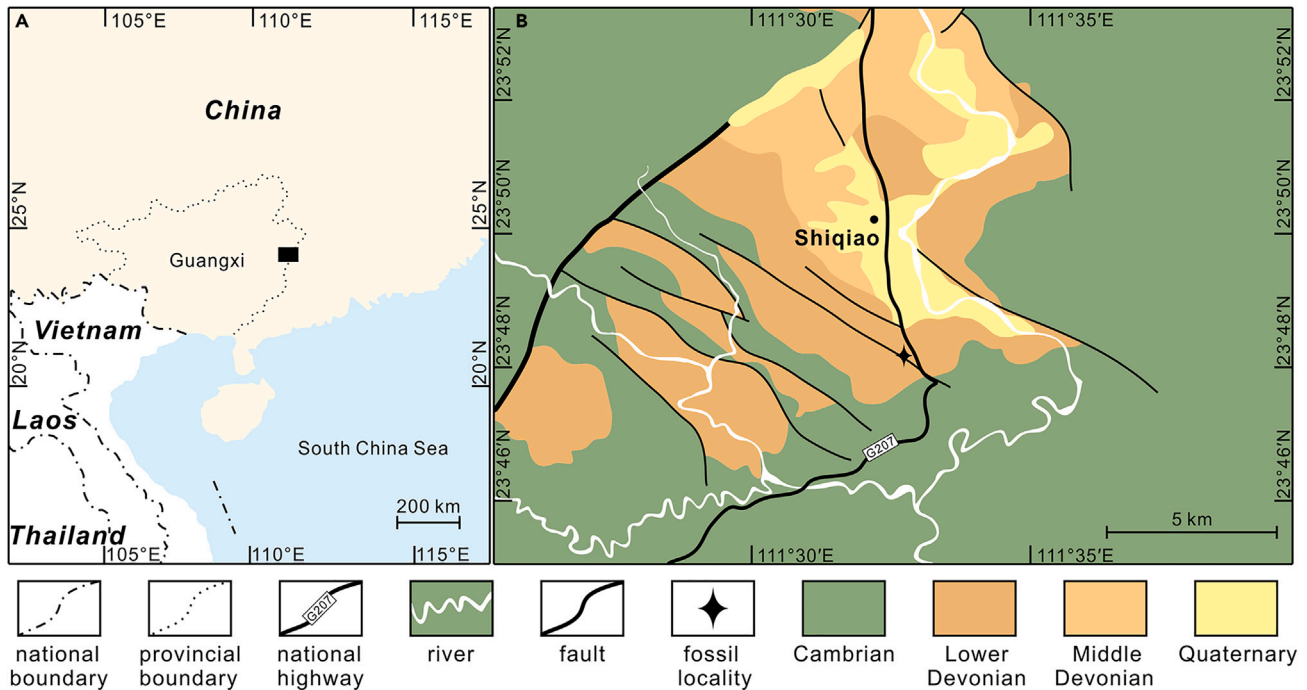 A
China
25°N
25°N
Guangxi
Vietnam
20°N
20°N
Laos
South China Sea
200 km
Thailand
105°E
110°E
115°E
105°E
110°E
115°E
B
111°30′E
111°35′E
23°52′N
23°52′N
23°50′N
23°50′N
Shiqiao
23°48′N
23°48′N
G207
23°46′N
23°46′N
5 km
111°30′E
111°35′E
G207
national
boundary
provincial
boundary
national
highway
river
fault
fossil
locality
Cambrian
Lower
Devonian
Middle
Devonian
Quaternary